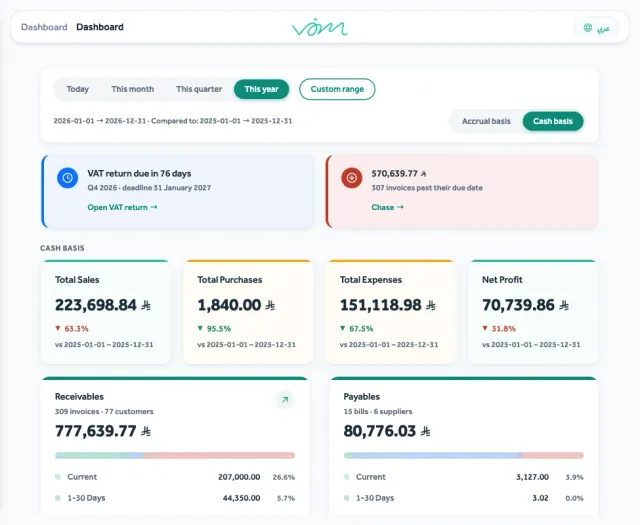 Dashboard Dashboard
vom
عربي
Today This month This quarter This year Custom range
2026-01-01 → 2026-12-31 · Compared to: 2025-01-01 → 2025-12-31
Accrual basis Cash basis
VAT return due in 76 days
Q4 2026 · deadline 31 January 2027
Open VAT return →
570,639.77
307 invoices past their due date
Chase →
CASH BASIS
Total Sales
223,698.84
▼ 63.3%
vs 2025-01-01 – 2025-12-31
Total Purchases
1,840.00
▼ 95.5%
vs 2025-01-01 – 2025-12-31
Total Expenses
151,118.98
▼ 67.5%
vs 2025-01-01 – 2025-12-31
Net Profit
70,739.86
▼ 31.8%
vs 2025-01-01 – 2025-12-31
Receivables
309 invoices · 77 customers
777,639.77
Current 207,000.00 26.6%
1-30 Days 44,350.00 5.7%
Payables
15 bills · 6 suppliers
80,776.03
Current 3,127.00 3.9%
1-30 Days 3.02 0.0%